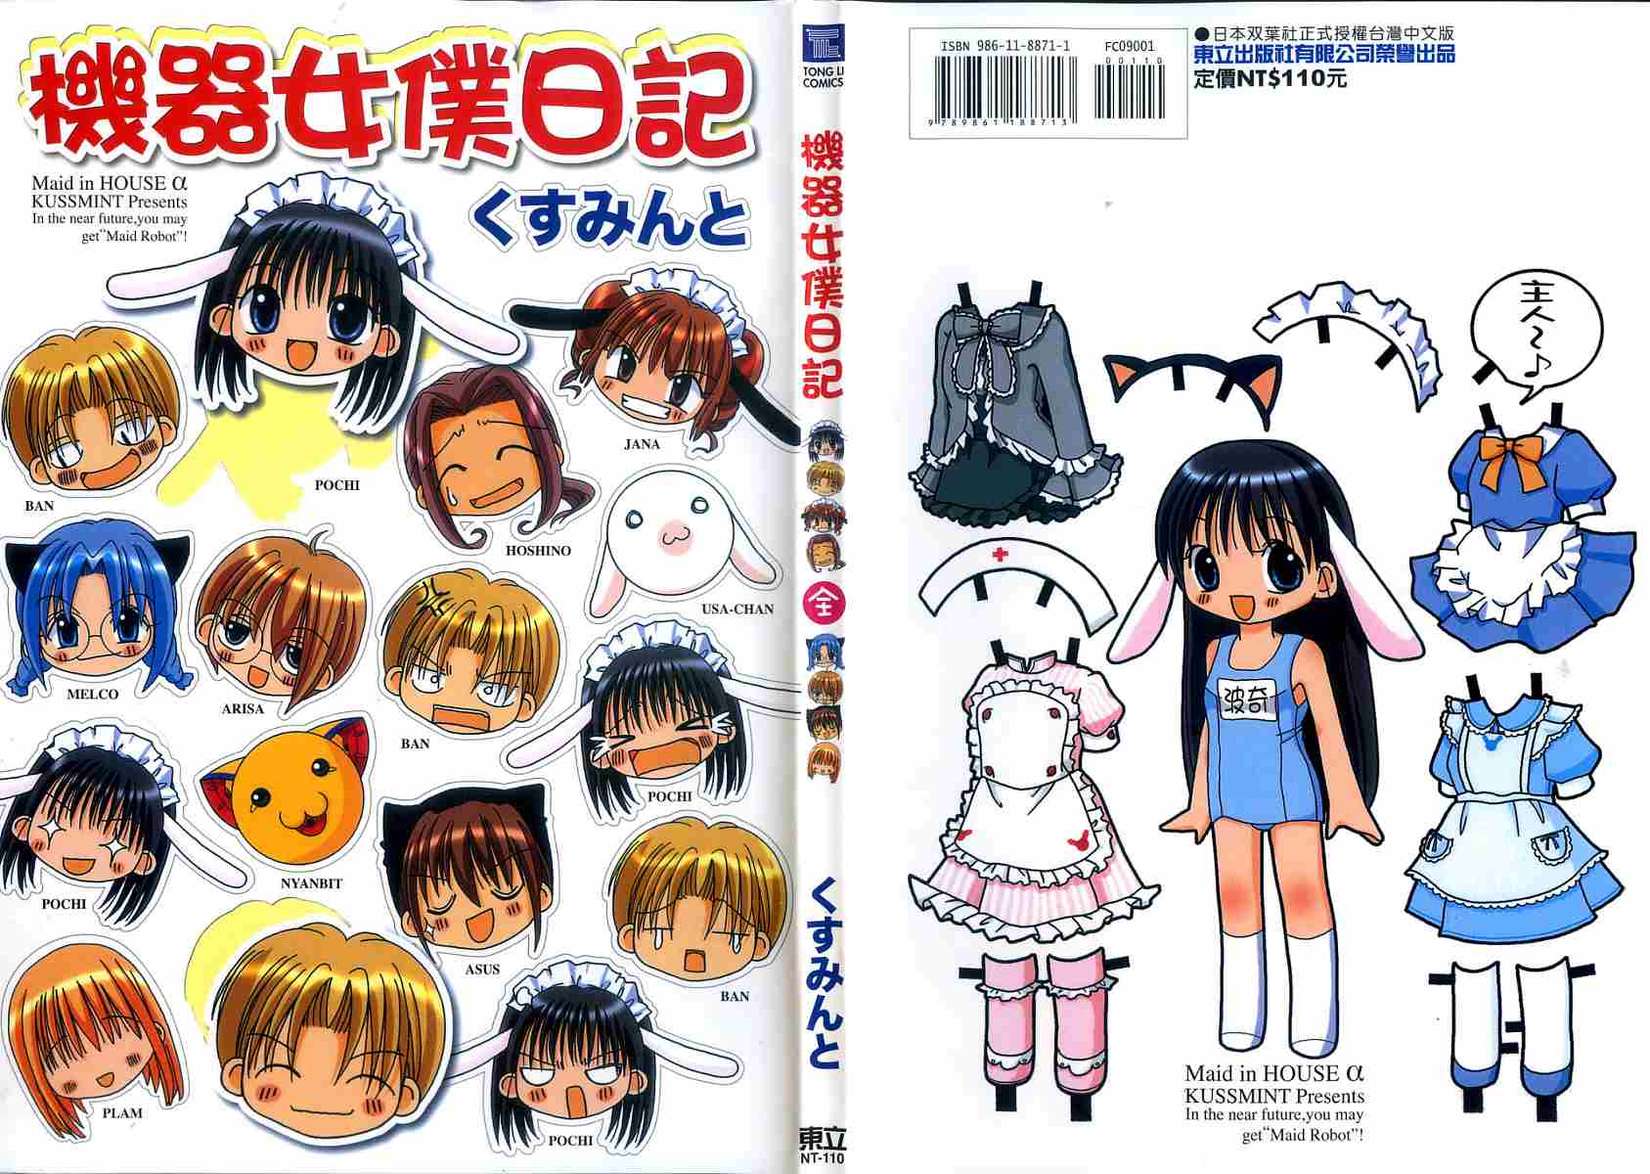 機器女僕日記
Maid in HOUSE α
KUSSMINT Presents
In the near future,you may
get“Maid Robot”!
くすみんと
POCHI
JANA
BAN
HOSHINO
USA-CHAN
MELCO
ARISA
BAN
POCHI
POCHI
NYANBIT
ASUS
BAN
PLAM
POCHI
TONG LI
COMICS
機器女僕日記
全
くすみんと
東立
NT-110
ISBN 986-11-8871-1
FC09001
00110
9789861188713
●日本双葉社正式授權台灣中文版
東立出版社有限公司榮譽出品
定價NT$110元
主人~♪
波奇
Maid in HOUSE α
KUSSMINT Presents
In the near future,you may
get“Maid Robot”!